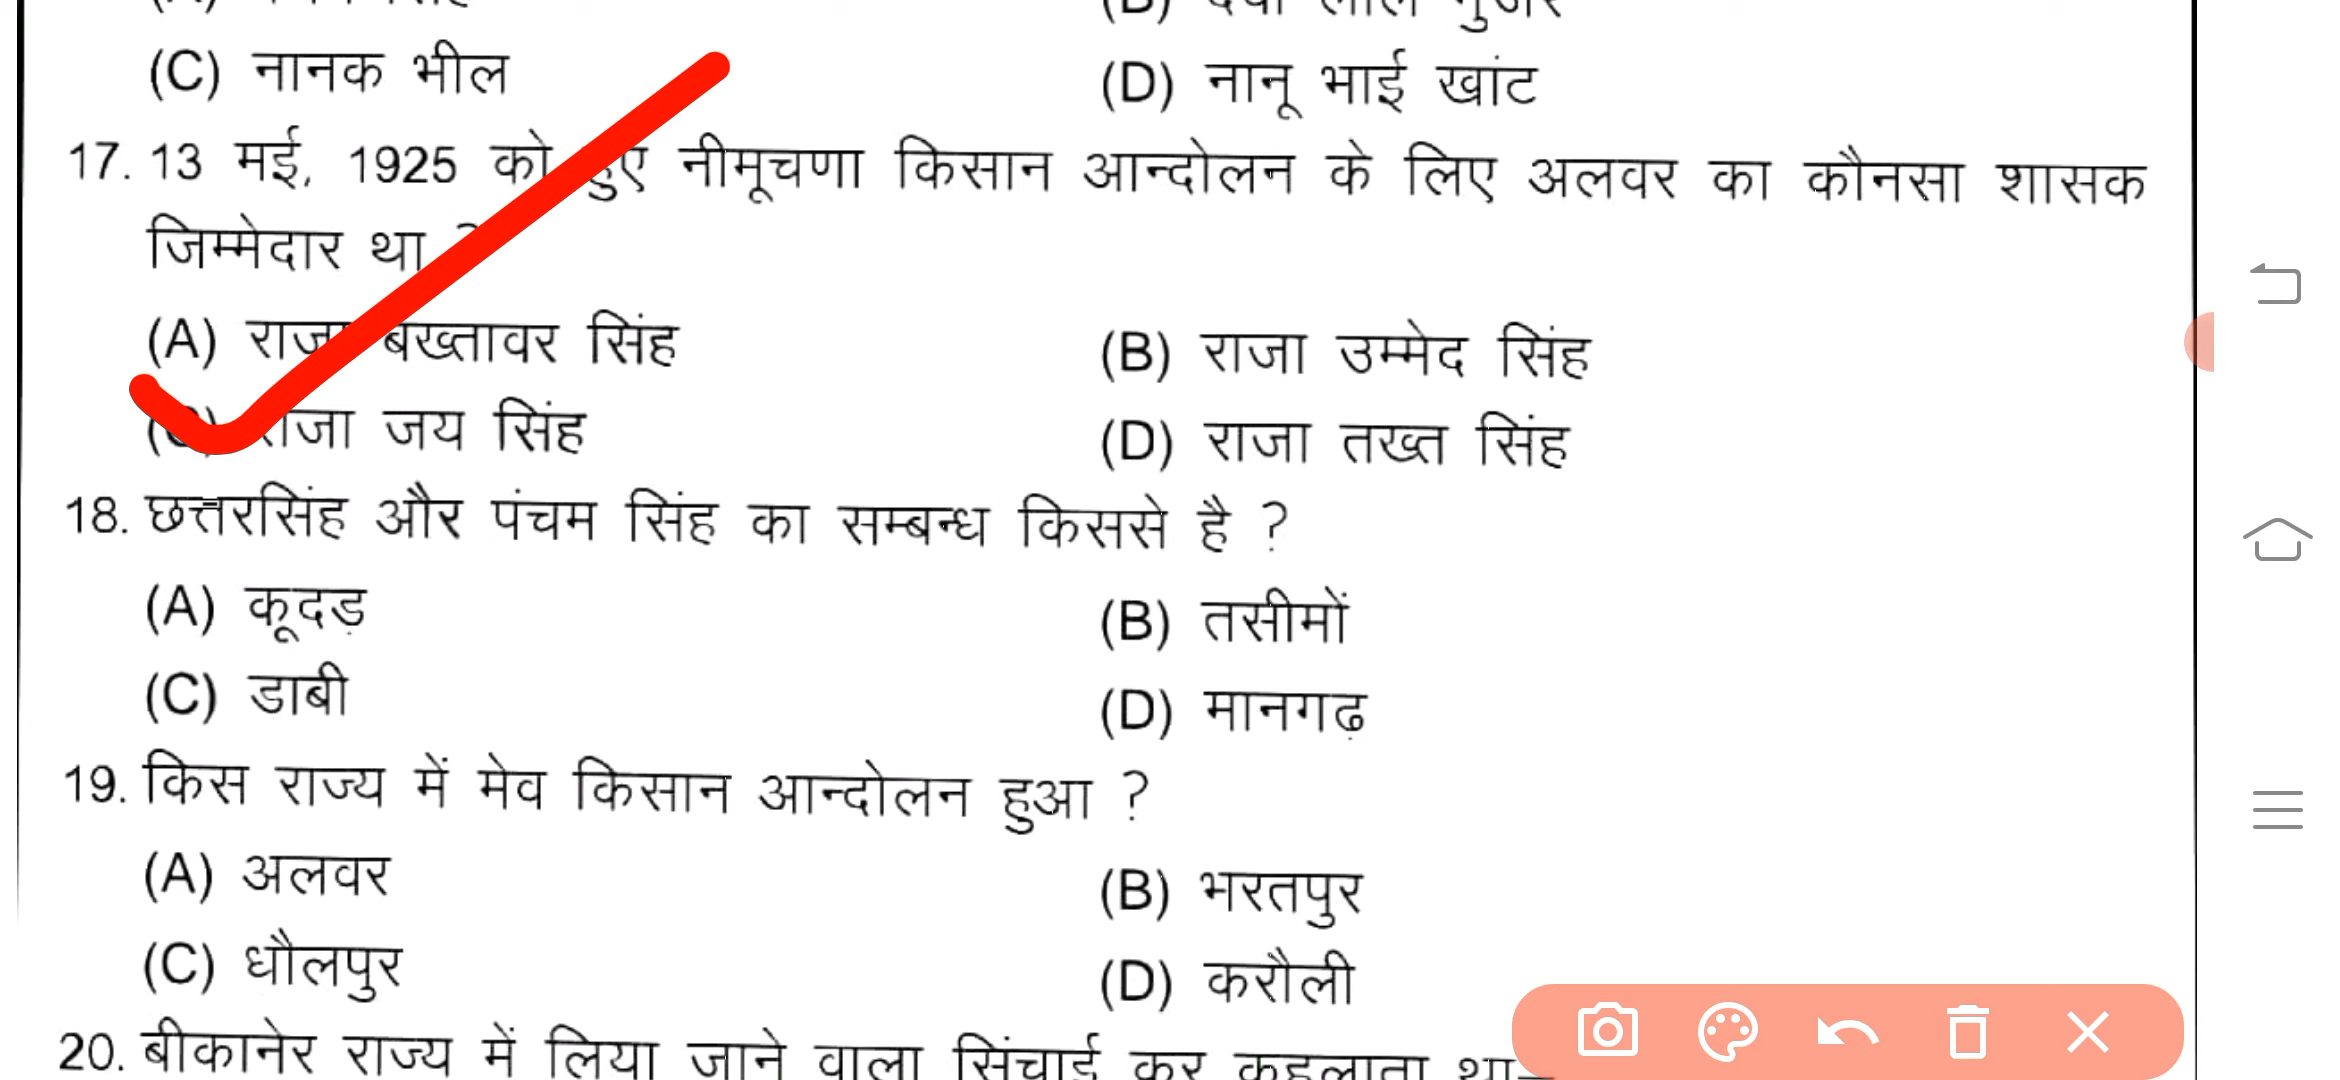 (C) नानक भील
(D) नानू भाई खांट
17. 13 मई, 1925 को हुए नीमूचणा किसान आन्दोलन के लिए अलवर का कौनसा शासक
जिम्मेदार था ?
(A) राजा बख्तावर सिंह
(B) राजा उम्मेद सिंह
(C) राजा जय सिंह
(D) राजा तख्त सिंह
18. छत्तरसिंह और पंचम सिंह का सम्बन्ध किससे है ?
(A) कूदड़
(B) तसीमों
(C) डाबी
(D) मानगढ़
19. किस राज्य में मेव किसान आन्दोलन हुआ ?
(A) अलवर
(B) भरतपुर
(C) धौलपुर
(D) करौली
20. बीकानेर राज्य में लिया जाने वाला सिंचाई कर कहलाता था–